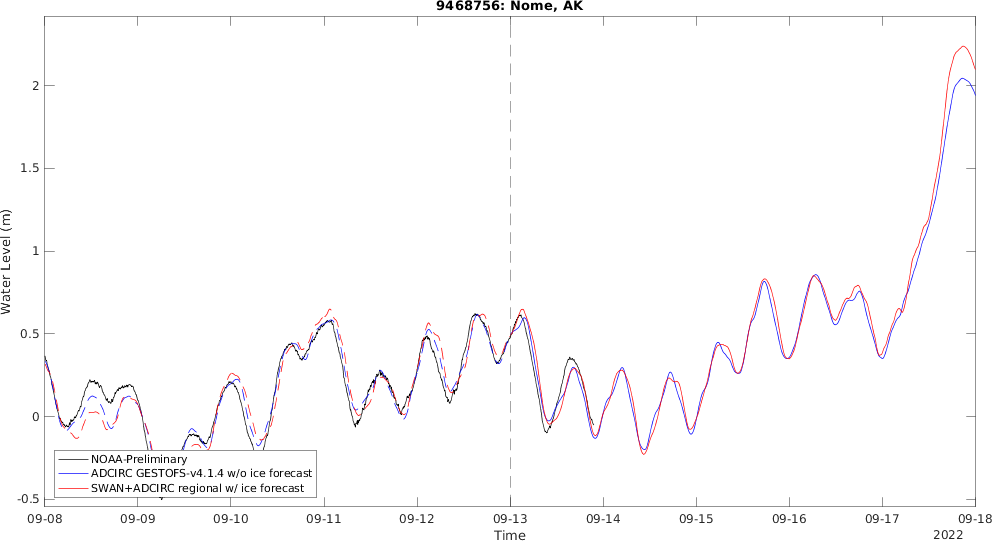 9468756: Nome, AK
Water Level (m)
2
1.5
1
0.5
0
-0.5
NOAA-Preliminary
ADCIRC GESTOFS-v4.1.4 w/o ice forecast
SWAN+ADCIRC regional w/ ice forecast
09-08 09-09 09-10 09-11 09-12 09-13 09-14 09-15 09-16 09-17 09-18
Time
2022